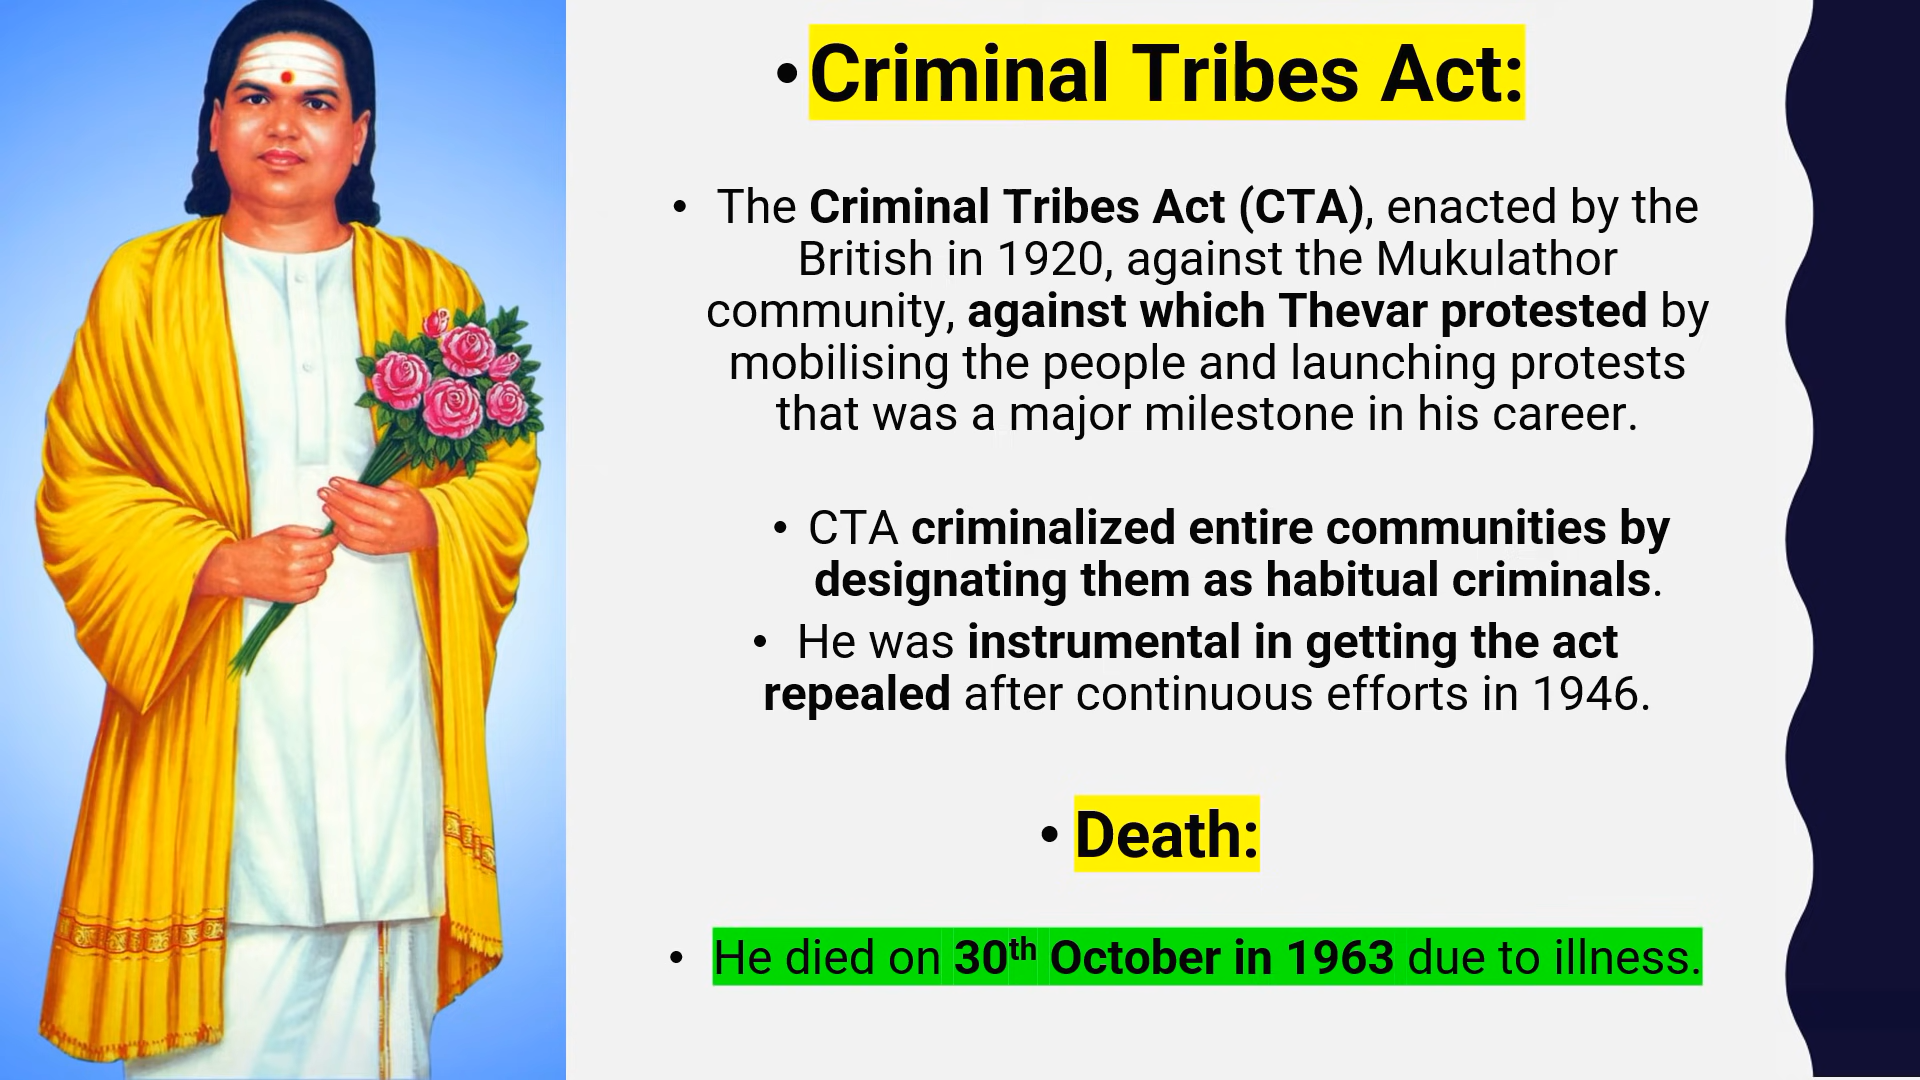 • Criminal Tribes Act:
• The Criminal Tribes Act (CTA), enacted by the
British in 1920, against the Mukulathor
community, against which Thevar protested by
mobilising the people and launching protests
that was a major milestone in his career.
• CTA criminalized entire communities by
designating them as habitual criminals.
• He was instrumental in getting the act
repealed after continuous efforts in 1946.
• Death:
• He died on 30th October in 1963 due to illness.